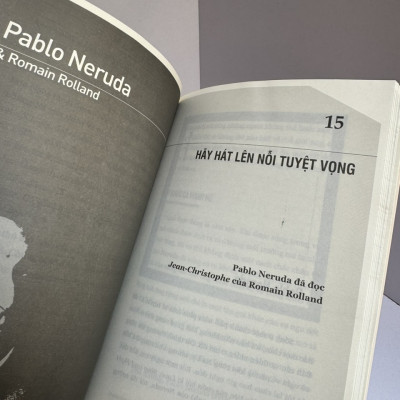 Pablo Neruda
& Romain Rolland
15
HÃY HÁT LÊN NỖI TUYỆT VỌNG
Pablo Neruda đã đọc
Jean-Christophe của Romain Rolland